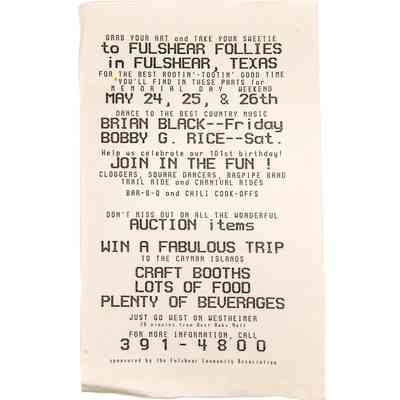 GRAB YOUR HAT and TAKE YOUR SWEETIE
to FULSHEAR FOLLIES
in FULSHEAR, TEXAS
FOR THE BEST ROOTIN'-TOOTIN' GOOD TIME
YOU'LL FIND IN THESE PARTS for
MEMORIAL DAY WEEKEND
MAY 24, 25, & 26th
DANCE TO THE BEST COUNTRY MUSIC
BRIAN BLACK--Friday
BOBBY G. RICE--Sat.
Help us celebrate our 101st birthday!
JOIN IN THE FUN !
CLOGGERS, SQUARE DANCERS, BAGPIPE BAND
TRAIL RIDE and CARNIVAL RIDES
BAR-B-Q and CHILI COOK-OFFS
DON'T MISS OUT ON ALL THE WONDERFUL
AUCTION items
WIN A FABULOUS TRIP
TO THE CAYMAN ISLANDS
CRAFT BOOTHS
LOTS OF FOOD
PLENTY OF BEVERAGES
JUST GO WEST ON WESTHEIMER
minutes from West Oaks Mall
FOR MORE INFORMATION, CALL
391-4800
sponsored by the Fulshear Community Association